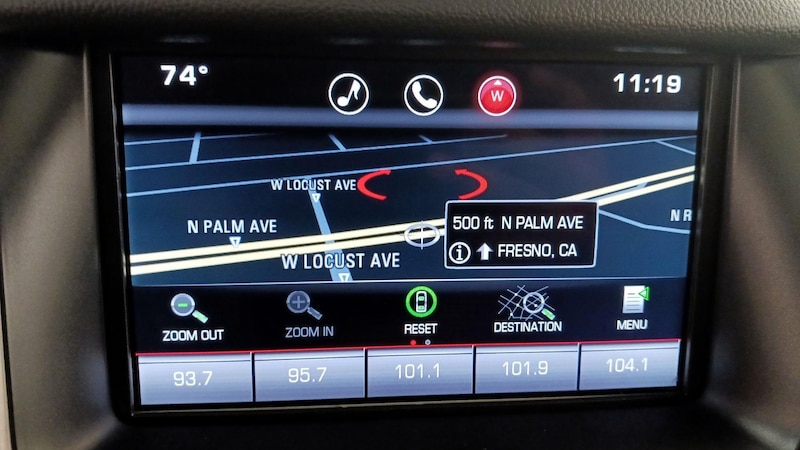 74°
W
11:19
W LOCUST AVE
N PALM AVE
500 ft N PALM AVE
N R
FRESNO, CA
W LOCUST AVE
ZOOM OUT
ZOOM IN
RESET
DESTINATION
MENU
93.7
95.7
101.1
101.9
104.1